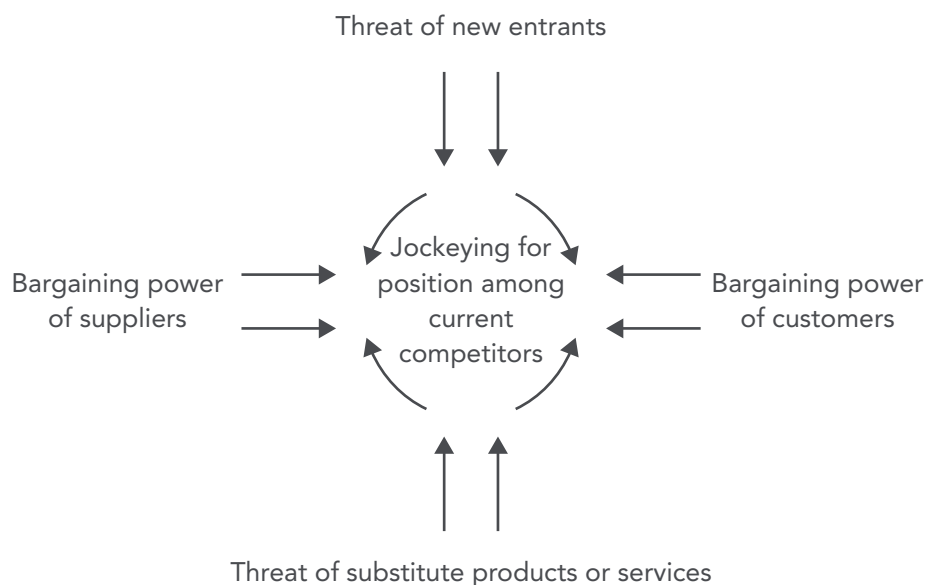 Threat of new entrants
Jockeying for
position among
current
competitors
Bargaining power
of suppliers
Bargaining power
of customers
Threat of substitute products or services